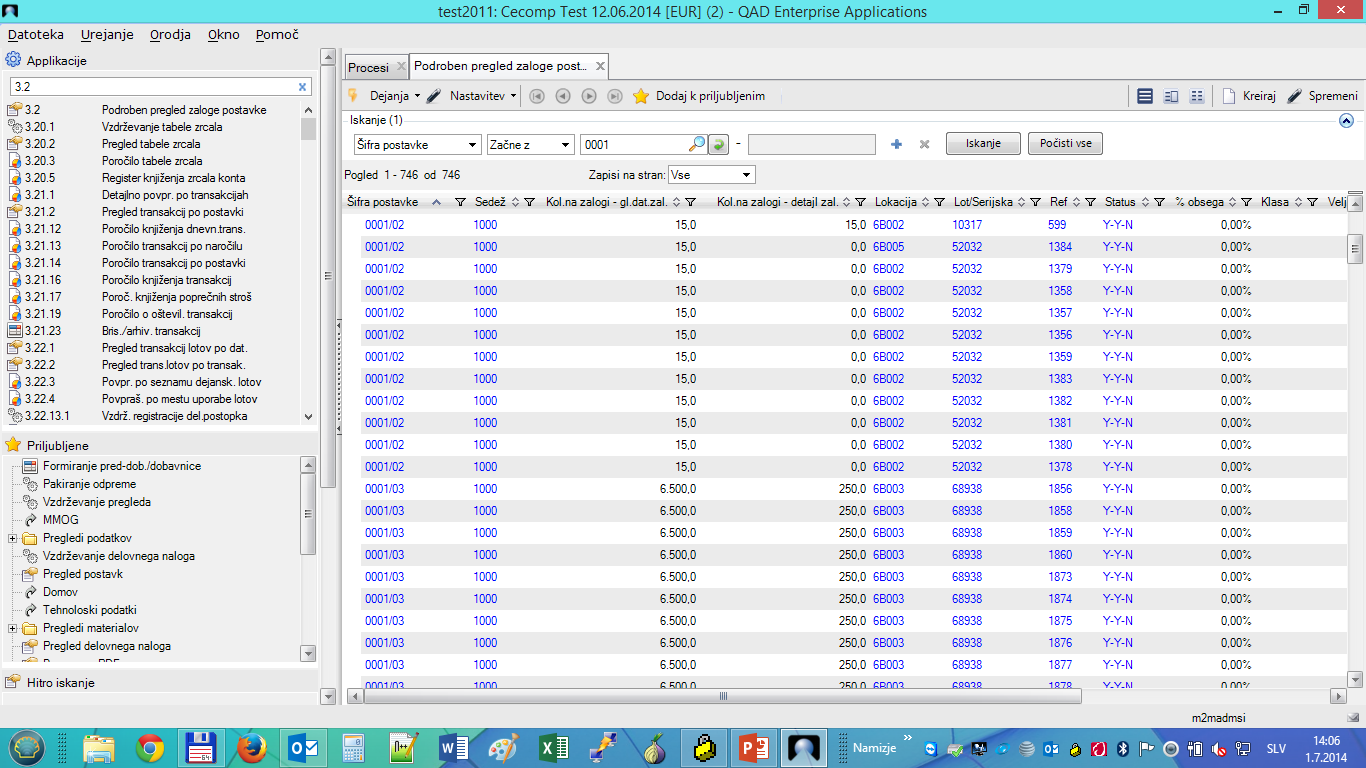 test2011: Cecomp Test 12.06.2014 [EUR] (2) - QAD Enterprise Applications
Datoteka Urejanje Orodja Okno Pomoč
Aplikacije
3.2
3.2 Podroben pregled zaloge postavke
3.20.1 Vzdrževanje tabele zrcala
3.20.2 Pregled tabele zrcala
3.20.3 Poročilo tabele zrcala
3.20.5 Register knjiženja zrcala konta
3.21.1 Detajlno povpr. po transakcijah
3.21.2 Pregled transakcij po postavki
3.21.12 Poročilo knjiženja dnevn.trans.
3.21.13 Poročilo transakcij po naročilu
3.21.14 Poročilo transakcij po postavki
3.21.16 Poročilo knjiženja transakcij
3.21.17 Poroč. knjiženja poprečnih stroš
3.21.19 Poročilo o oštevil. transakcij
3.21.23 Bris./arhiv. transakcij
3.22.1 Pregled transakcij lotov po dat.
3.22.2 Pregled trans.lotov po transak.
3.22.3 Povpr. po seznamu dejansk. lotov
3.22.4 Povpraš. po mestu uporabe lotov
3.22.13.1 Vzdrž. registracije del.postopka
Priljubljene
Formiranje pred-dob./dobavnice
Pakiranje odpreme
Vzdrževanje pregleda
MMOG
Pregledi podatkov
Vzdrževanje delovnega naloga
Pregled postavk
Domov
Tehnoloski podatki
Pregledi materialov
Pregled delovnega naloga
Hitro iskanje
Procesi Podroben pregled zaloge post...
Dejanja Nastavitev Dodaj k priljubljenim Kreiraj Spremeni
Iskanje (1)
Šifra postavke Začne z 0001 - Iskanje Počisti vse
Pogled 1 - 746 od 746 Zapisi na stran: Vse
Šifra postavke Sedež Kol.na zalogi - gl.dat.zal. Kol.na zalogi - detajl zal. Lokacija Lot/Serijska Ref Status % obsega Klasa Velj
0001/02 1000 15,0 15,0 6B002 10317 599 Y-Y-N 0,00%
0001/02 1000 15,0 0,0 6B005 52032 1384 Y-Y-N 0,00%
0001/02 1000 15,0 0,0 6B002 52032 1379 Y-Y-N 0,00%
0001/02 1000 15,0 0,0 6B002 52032 1358 Y-Y-N 0,00%
0001/02 1000 15,0 0,0 6B002 52032 1357 Y-Y-N 0,00%
0001/02 1000 15,0 0,0 6B002 52032 1356 Y-Y-N 0,00%
0001/02 1000 15,0 0,0 6B002 52032 1359 Y-Y-N 0,00%
0001/02 1000 15,0 0,0 6B002 52032 1383 Y-Y-N 0,00%
0001/02 1000 15,0 0,0 6B002 52032 1382 Y-Y-N 0,00%
0001/02 1000 15,0 0,0 6B002 52032 1381 Y-Y-N 0,00%
0001/02 1000 15,0 0,0 6B002 52032 1380 Y-Y-N 0,00%
0001/02 1000 15,0 0,0 6B002 52032 1378 Y-Y-N 0,00%
0001/03 1000 6.500,0 250,0 6B003 68938 1856 Y-Y-N 0,00%
0001/03 1000 6.500,0 250,0 6B003 68938 1858 Y-Y-N 0,00%
0001/03 1000 6.500,0 250,0 6B003 68938 1859 Y-Y-N 0,00%
0001/03 1000 6.500,0 250,0 6B003 68938 1860 Y-Y-N 0,00%
0001/03 1000 6.500,0 250,0 6B003 68938 1873 Y-Y-N 0,00%
0001/03 1000 6.500,0 250,0 6B003 68938 1874 Y-Y-N 0,00%
0001/03 1000 6.500,0 250,0 6B003 68938 1875 Y-Y-N 0,00%
0001/03 1000 6.500,0 250,0 6B003 68938 1876 Y-Y-N 0,00%
0001/03 1000 6.500,0 250,0 6B003 68938 1877 Y-Y-N 0,00%
0001/03 1000 6.500,0 250,0 6B003 68938 1878 Y-Y-N 0,00%
m2madmsi
Namizje SLV 14:06
1.7.2014